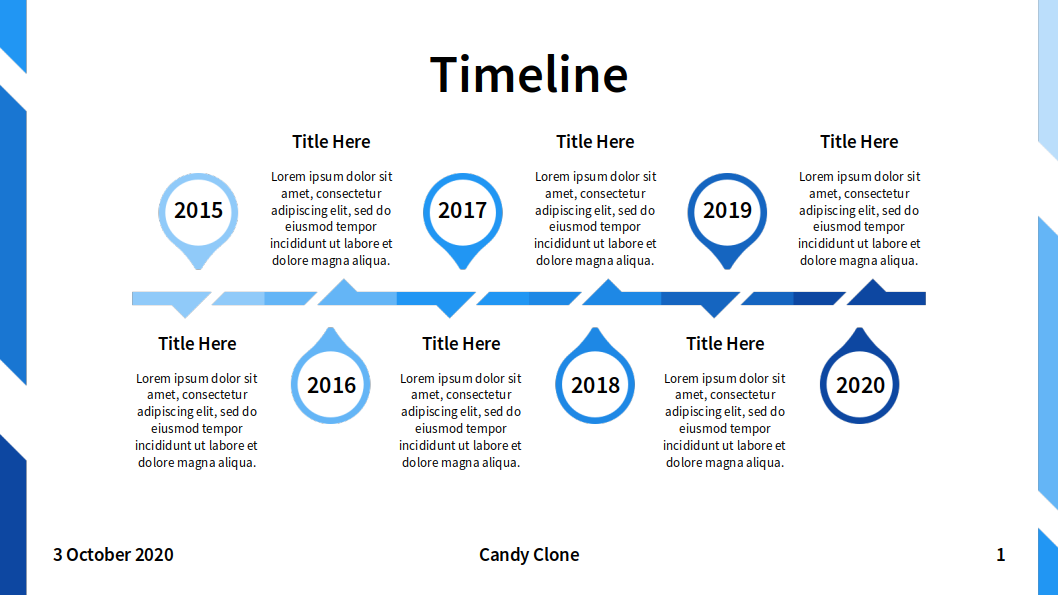 Timeline
Title Here
Lorem ipsum dolor sit
amet, consectetur
adipiscing elit, sed do
eiusmod tempor
incididunt ut labore et
dolore magna aliqua.
Title Here
Lorem ipsum dolor sit
amet, consectetur
adipiscing elit, sed do
eiusmod tempor
incididunt ut labore et
dolore magna aliqua.
Title Here
Lorem ipsum dolor sit
amet, consectetur
adipiscing elit, sed do
eiusmod tempor
incididunt ut labore et
dolore magna aliqua.
2015
2017
2019
Title Here
Lorem ipsum dolor sit
amet, consectetur
adipiscing elit, sed do
eiusmod tempor
incididunt ut labore et
dolore magna aliqua.
Title Here
Lorem ipsum dolor sit
amet, consectetur
adipiscing elit, sed do
eiusmod tempor
incididunt ut labore et
dolore magna aliqua.
Title Here
Lorem ipsum dolor sit
amet, consectetur
adipiscing elit, sed do
eiusmod tempor
incididunt ut labore et
dolore magna aliqua.
2016
2018
2020
3 October 2020
Candy Clone
1